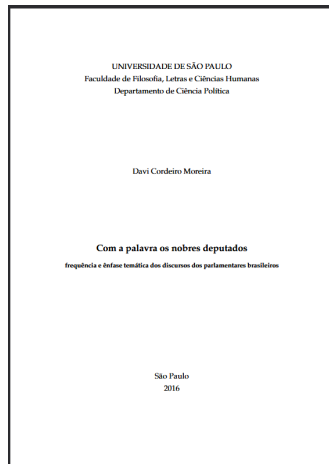 UNIVERSIDADE DE SÃO PAULO
Faculdade de Filosofia, Letras e Ciências Humanas
Departamento de Ciência Política
Davi Cordeiro Moreira
Com a palavra os nobres deputados
frequência e ênfase temática dos discursos dos parlamentares brasileiros
São Paulo
2016